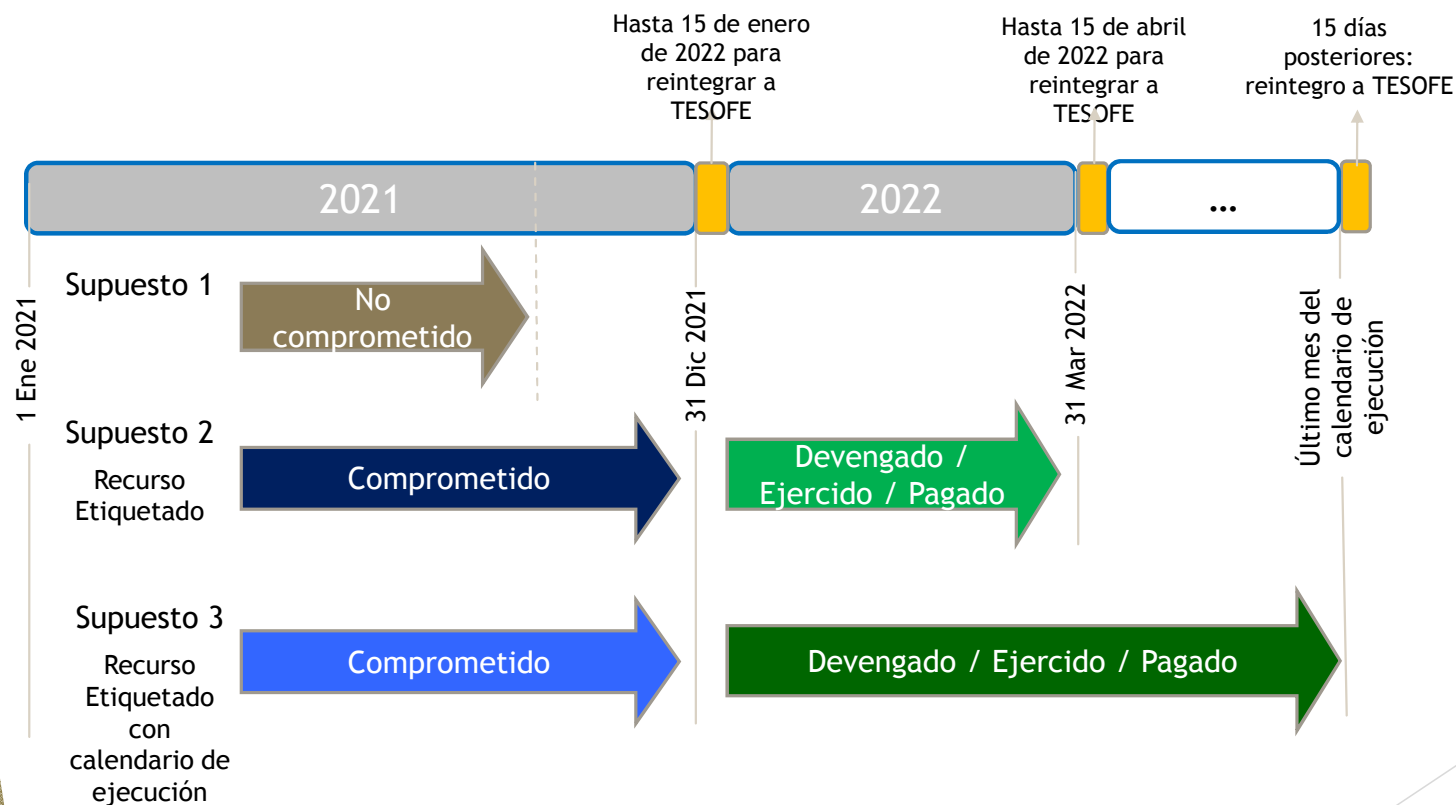 Hasta 15 de enero
de 2022 para
reintegrar a
TESOFE
Hasta 15 de abril
de 2022 para
reintegrar a
TESOFE
15 días
posteriores:
reintegro a TESOFE
2021
2022
...
1 Ene 2021
31 Dic 2021
31 Mar 2022
Último mes del
calendario de
ejecución
Supuesto 1
No
comprometido
Supuesto 2
Recurso
Etiquetado
Comprometido
Devengado /
Ejercido / Pagado
Supuesto 3
Recurso
Etiquetado
con
calendario de
ejecución
Comprometido
Devengado / Ejercido / Pagado